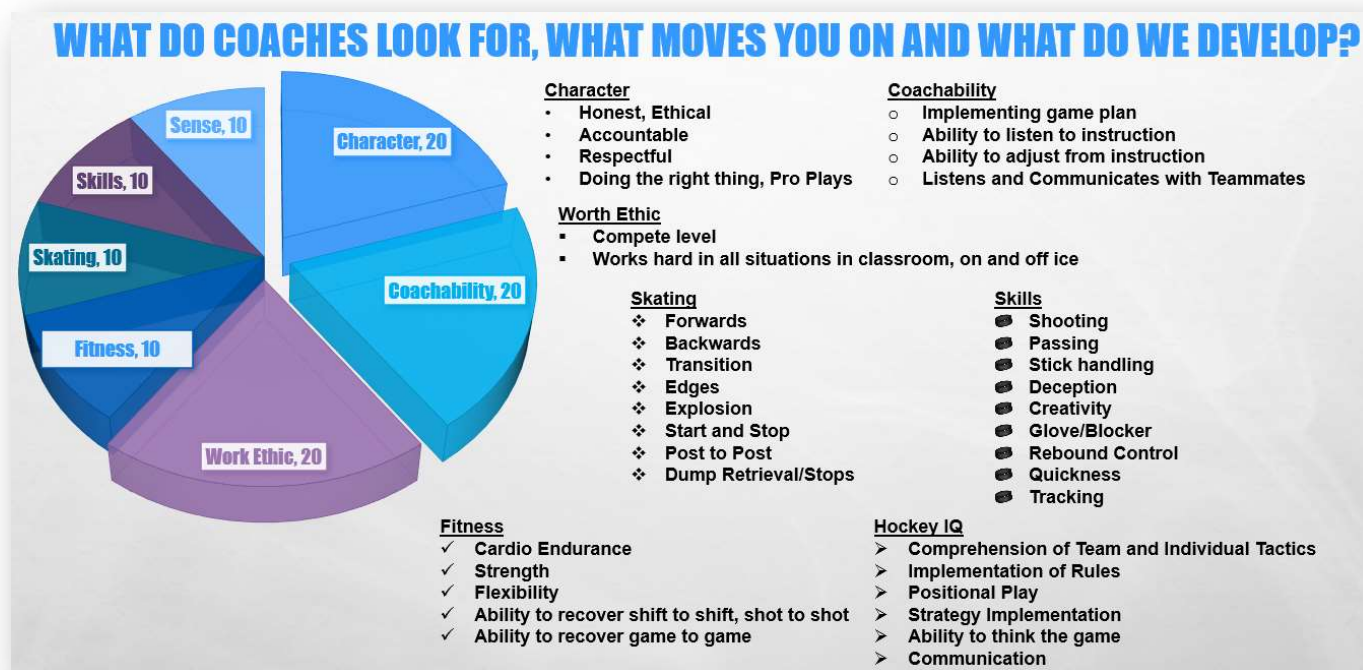 WHAT DO COACHES LOOK FOR, WHAT MOVES YOU ON AND WHAT DO WE DEVELOP?
Sense, 10
Character, 20
Skills, 10
Skating, 10
Coachability, 20
Fitness, 10
Work Ethic, 20
Character
• Honest, Ethical
• Accountable
• Respectful
• Doing the right thing, Pro Plays
Coachability
o Implementing game plan
o Ability to listen to instruction
o Ability to adjust from instruction
o Listens and Communicates with Teammates
Worth Ethic
▪ Compete level
▪ Works hard in all situations in classroom, on and off ice
Skating
❖ Forwards
❖ Backwards
❖ Transition
❖ Edges
❖ Explosion
❖ Start and Stop
❖ Post to Post
❖ Dump Retrieval/Stops
Skills
Shooting
Passing
Stick handling
Deception
Creativity
Glove/Blocker
Rebound Control
Quickness
Tracking
Fitness
✓ Cardio Endurance
✓ Strength
✓ Flexibility
✓ Ability to recover shift to shift, shot to shot
✓ Ability to recover game to game
Hockey IQ
➢ Comprehension of Team and Individual Tactics
➢ Implementation of Rules
➢ Positional Play
➢ Strategy Implementation
➢ Ability to think the game
➢ Communication